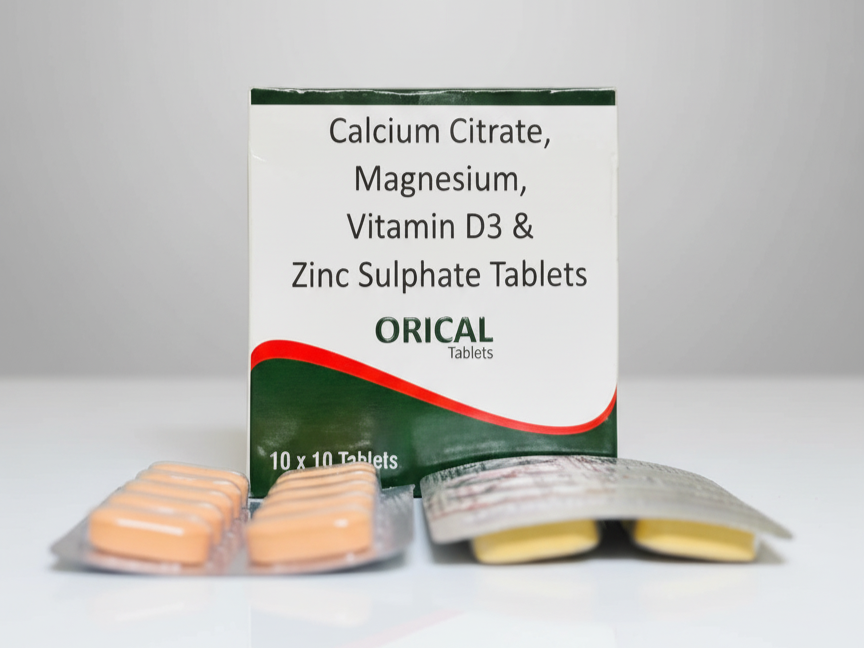 Calcium Citrate,
Magnesium,
Vitamin D3 &
Zinc Sulphate Tablets
ORICAL
Tablets
10 x 10 Tablets